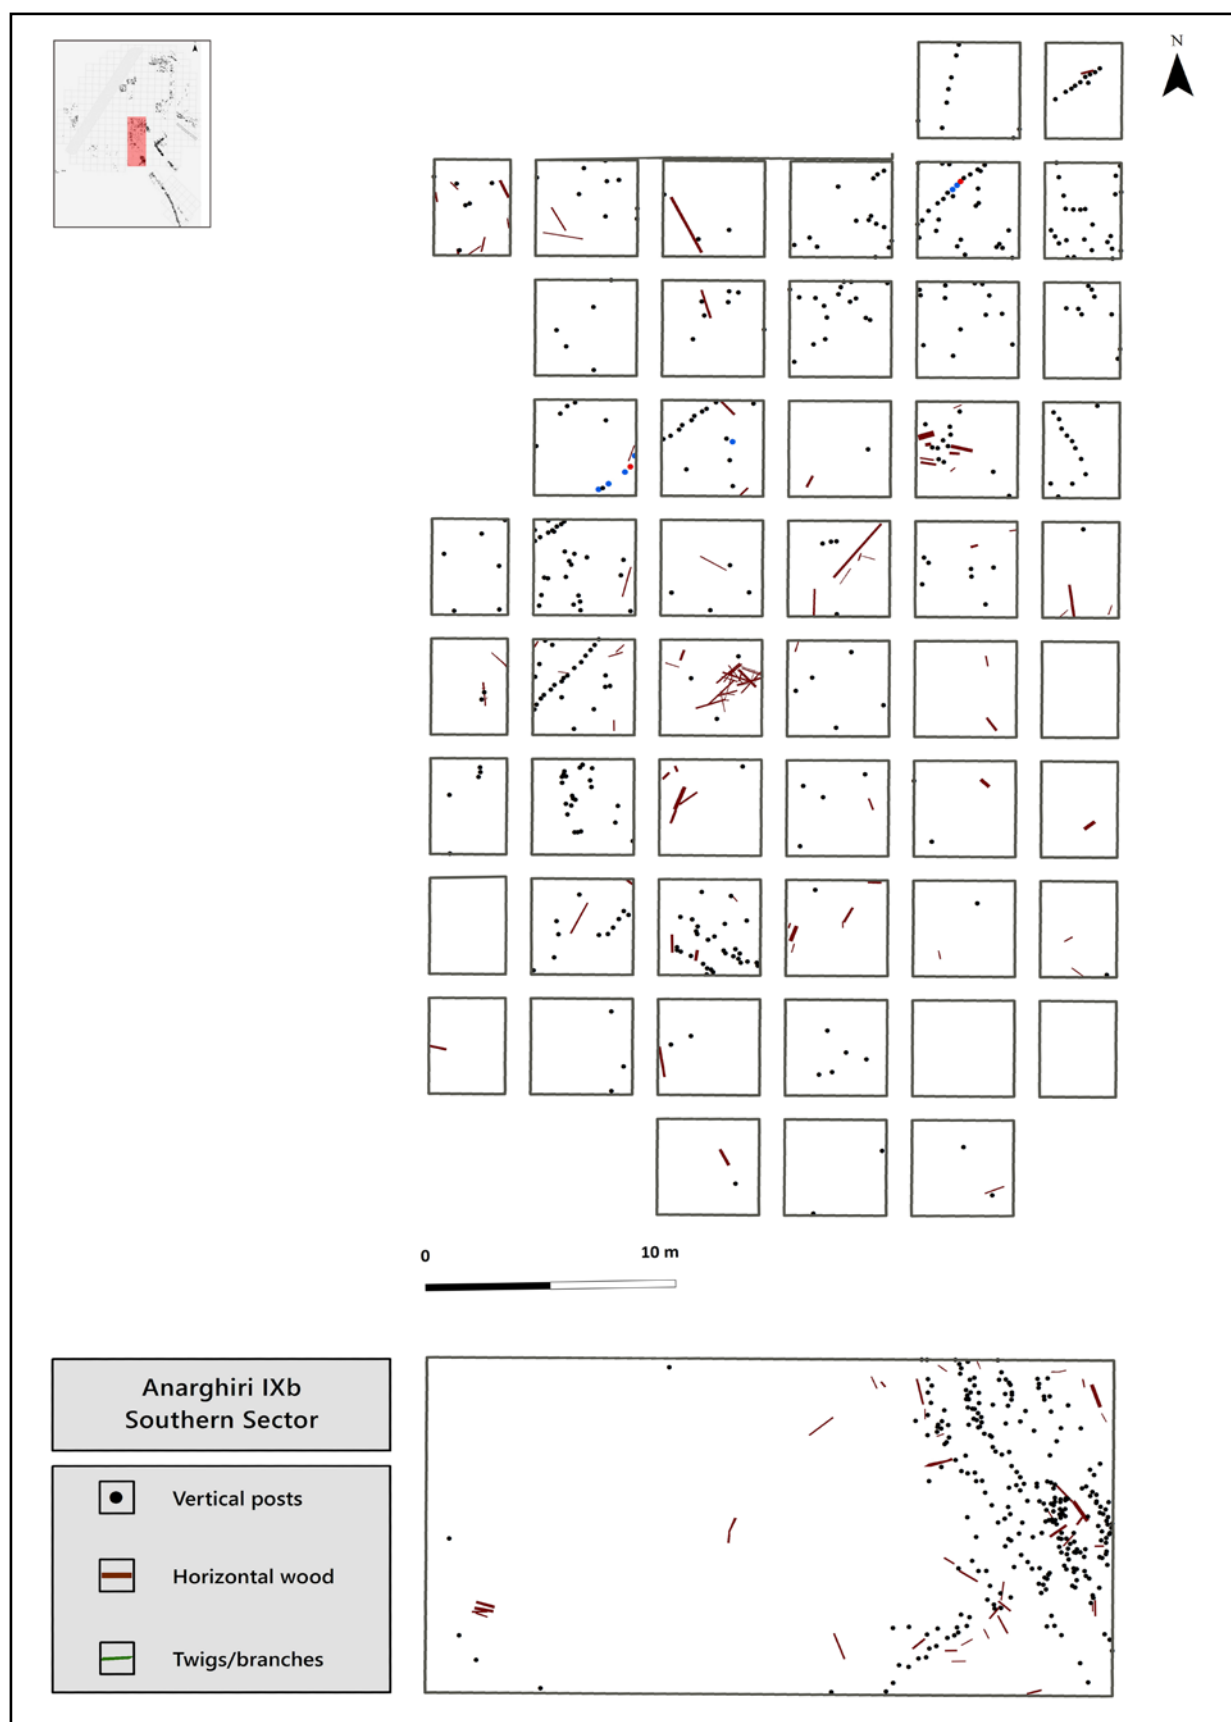 N
0
10 m
Anarghiri IXb
Southern Sector
Vertical posts
Horizontal wood
Twigs/branches